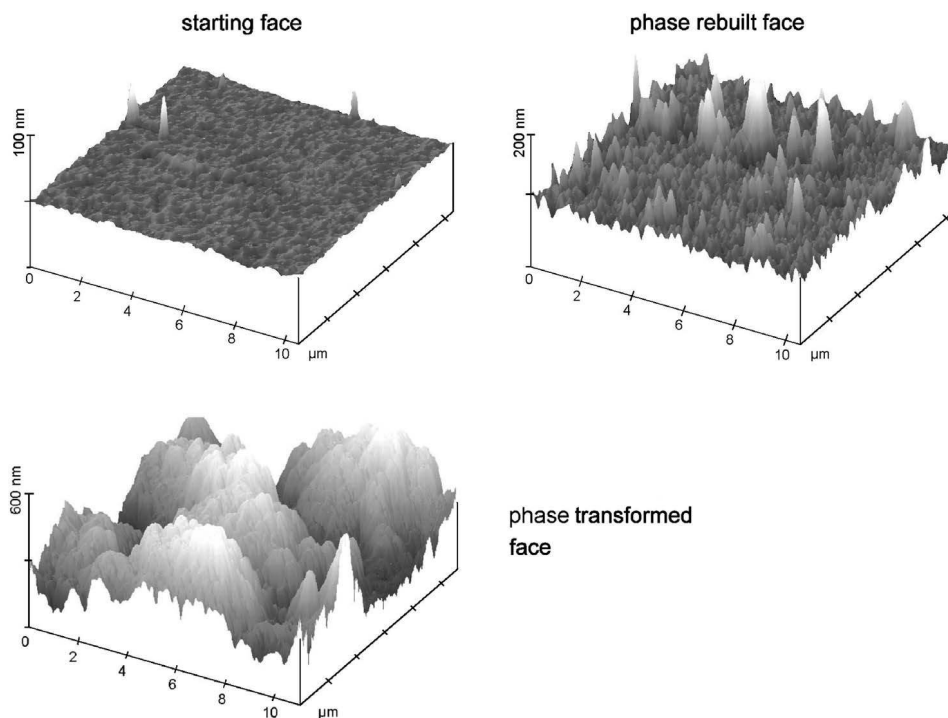 starting face
phase rebuilt face
100 nm
0
2
4
6
8
10
µm
200 nm
0
2
4
6
8
10
µm
600 nm
0
2
4
6
8
10
µm
phase transformed
face